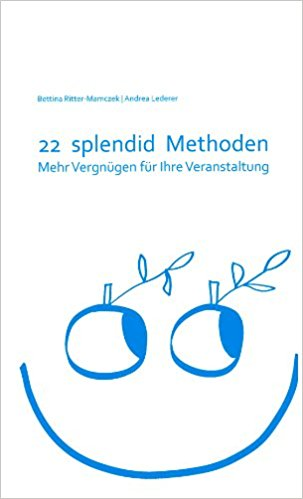 Bettina Ritter-Mamczek | Andrea Lederer
22 splendid Methoden
Mehr Vergnügen für Ihre Veranstaltung